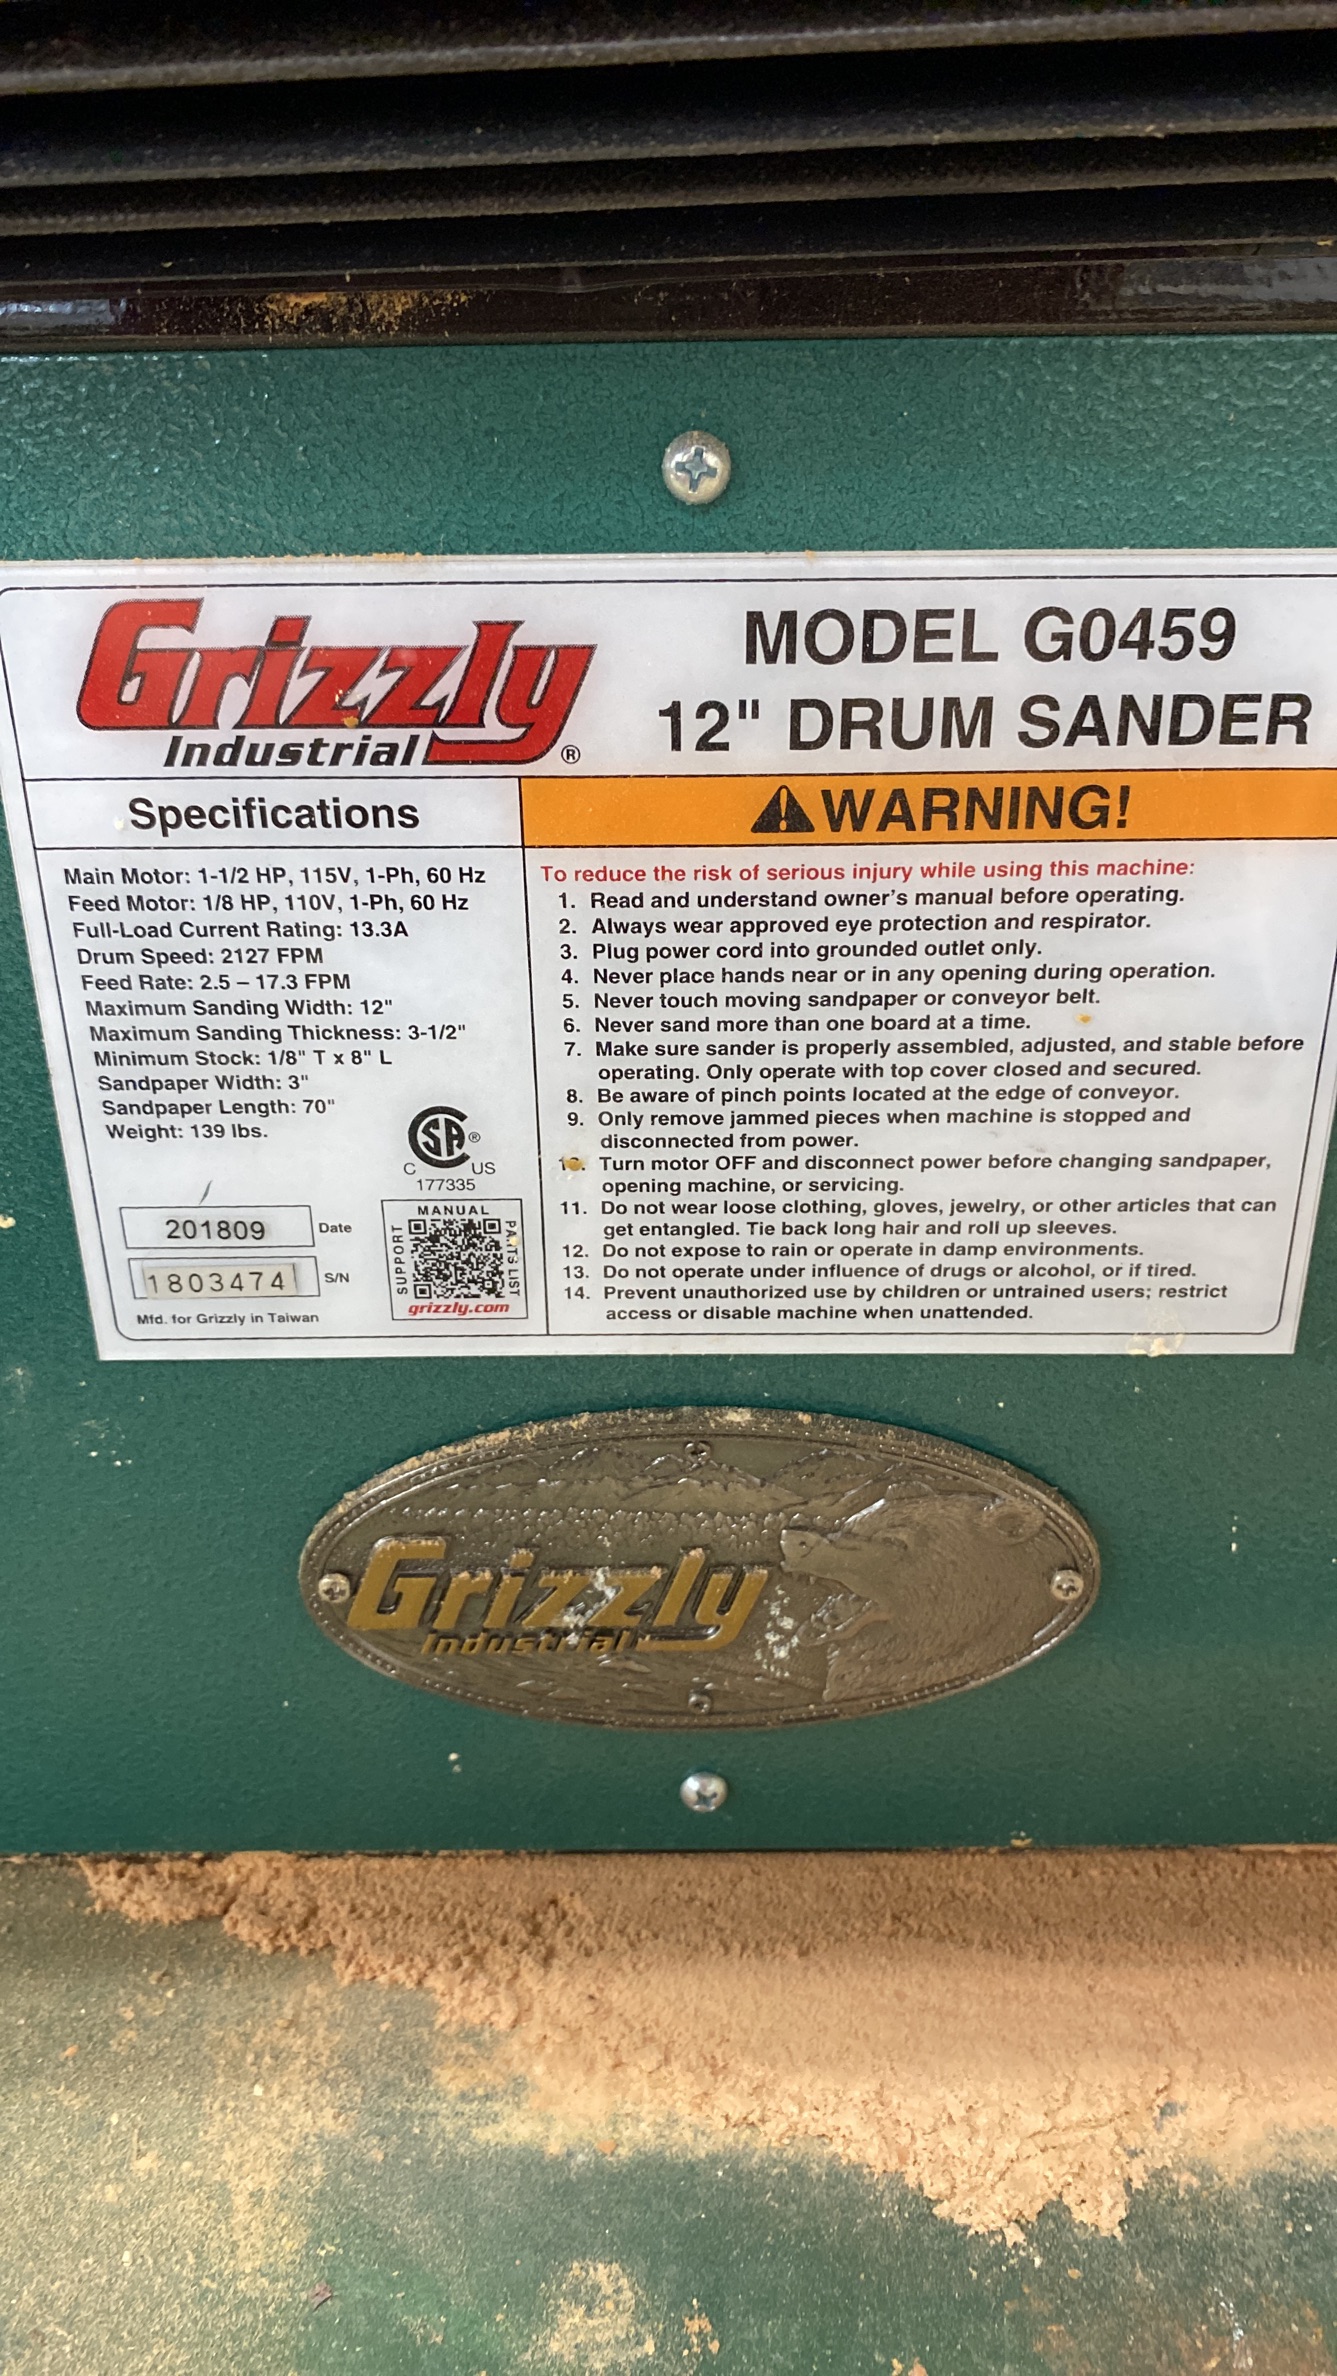 Grizzly
Industrial®
MODEL G0459
12" DRUM SANDER
Specifications
Main Motor: 1-1/2 HP, 115V, 1-Ph, 60 Hz
Feed Motor: 1/8 HP, 110V, 1-Ph, 60 Hz
Full-Load Current Rating: 13.3A
Drum Speed: 2127 FPM
Feed Rate: 2.5 – 17.3 FPM
Maximum Sanding Width: 12"
Maximum Sanding Thickness: 3-1/2"
Minimum Stock: 1/8" T x 8" L
Sandpaper Width: 3"
Sandpaper Length: 70"
Weight: 139 lbs.
SA®
C US
177335
201809 Date
1803474 S/N
Mfd. for Grizzly in Taiwan
MANUAL
SUPPORT
PARTS LIST
grizzly.com
WARNING!
To reduce the risk of serious injury while using this machine:
1. Read and understand owner's manual before operating.
2. Always wear approved eye protection and respirator.
3. Plug power cord into grounded outlet only.
4. Never place hands near or in any opening during operation.
5. Never touch moving sandpaper or conveyor belt.
6. Never sand more than one board at a time.
7. Make sure sander is properly assembled, adjusted, and stable before
operating. Only operate with top cover closed and secured.
8. Be aware of pinch points located at the edge of conveyor.
9. Only remove jammed pieces when machine is stopped and
disconnected from power.
10. Turn motor OFF and disconnect power before changing sandpaper,
opening machine, or servicing.
11. Do not wear loose clothing, gloves, jewelry, or other articles that can
get entangled. Tie back long hair and roll up sleeves.
12. Do not expose to rain or operate in damp environments.
13. Do not operate under influence of drugs or alcohol, or if tired.
14. Prevent unauthorized use by children or untrained users; restrict
access or disable machine when unattended.
Grizzly
Industrial